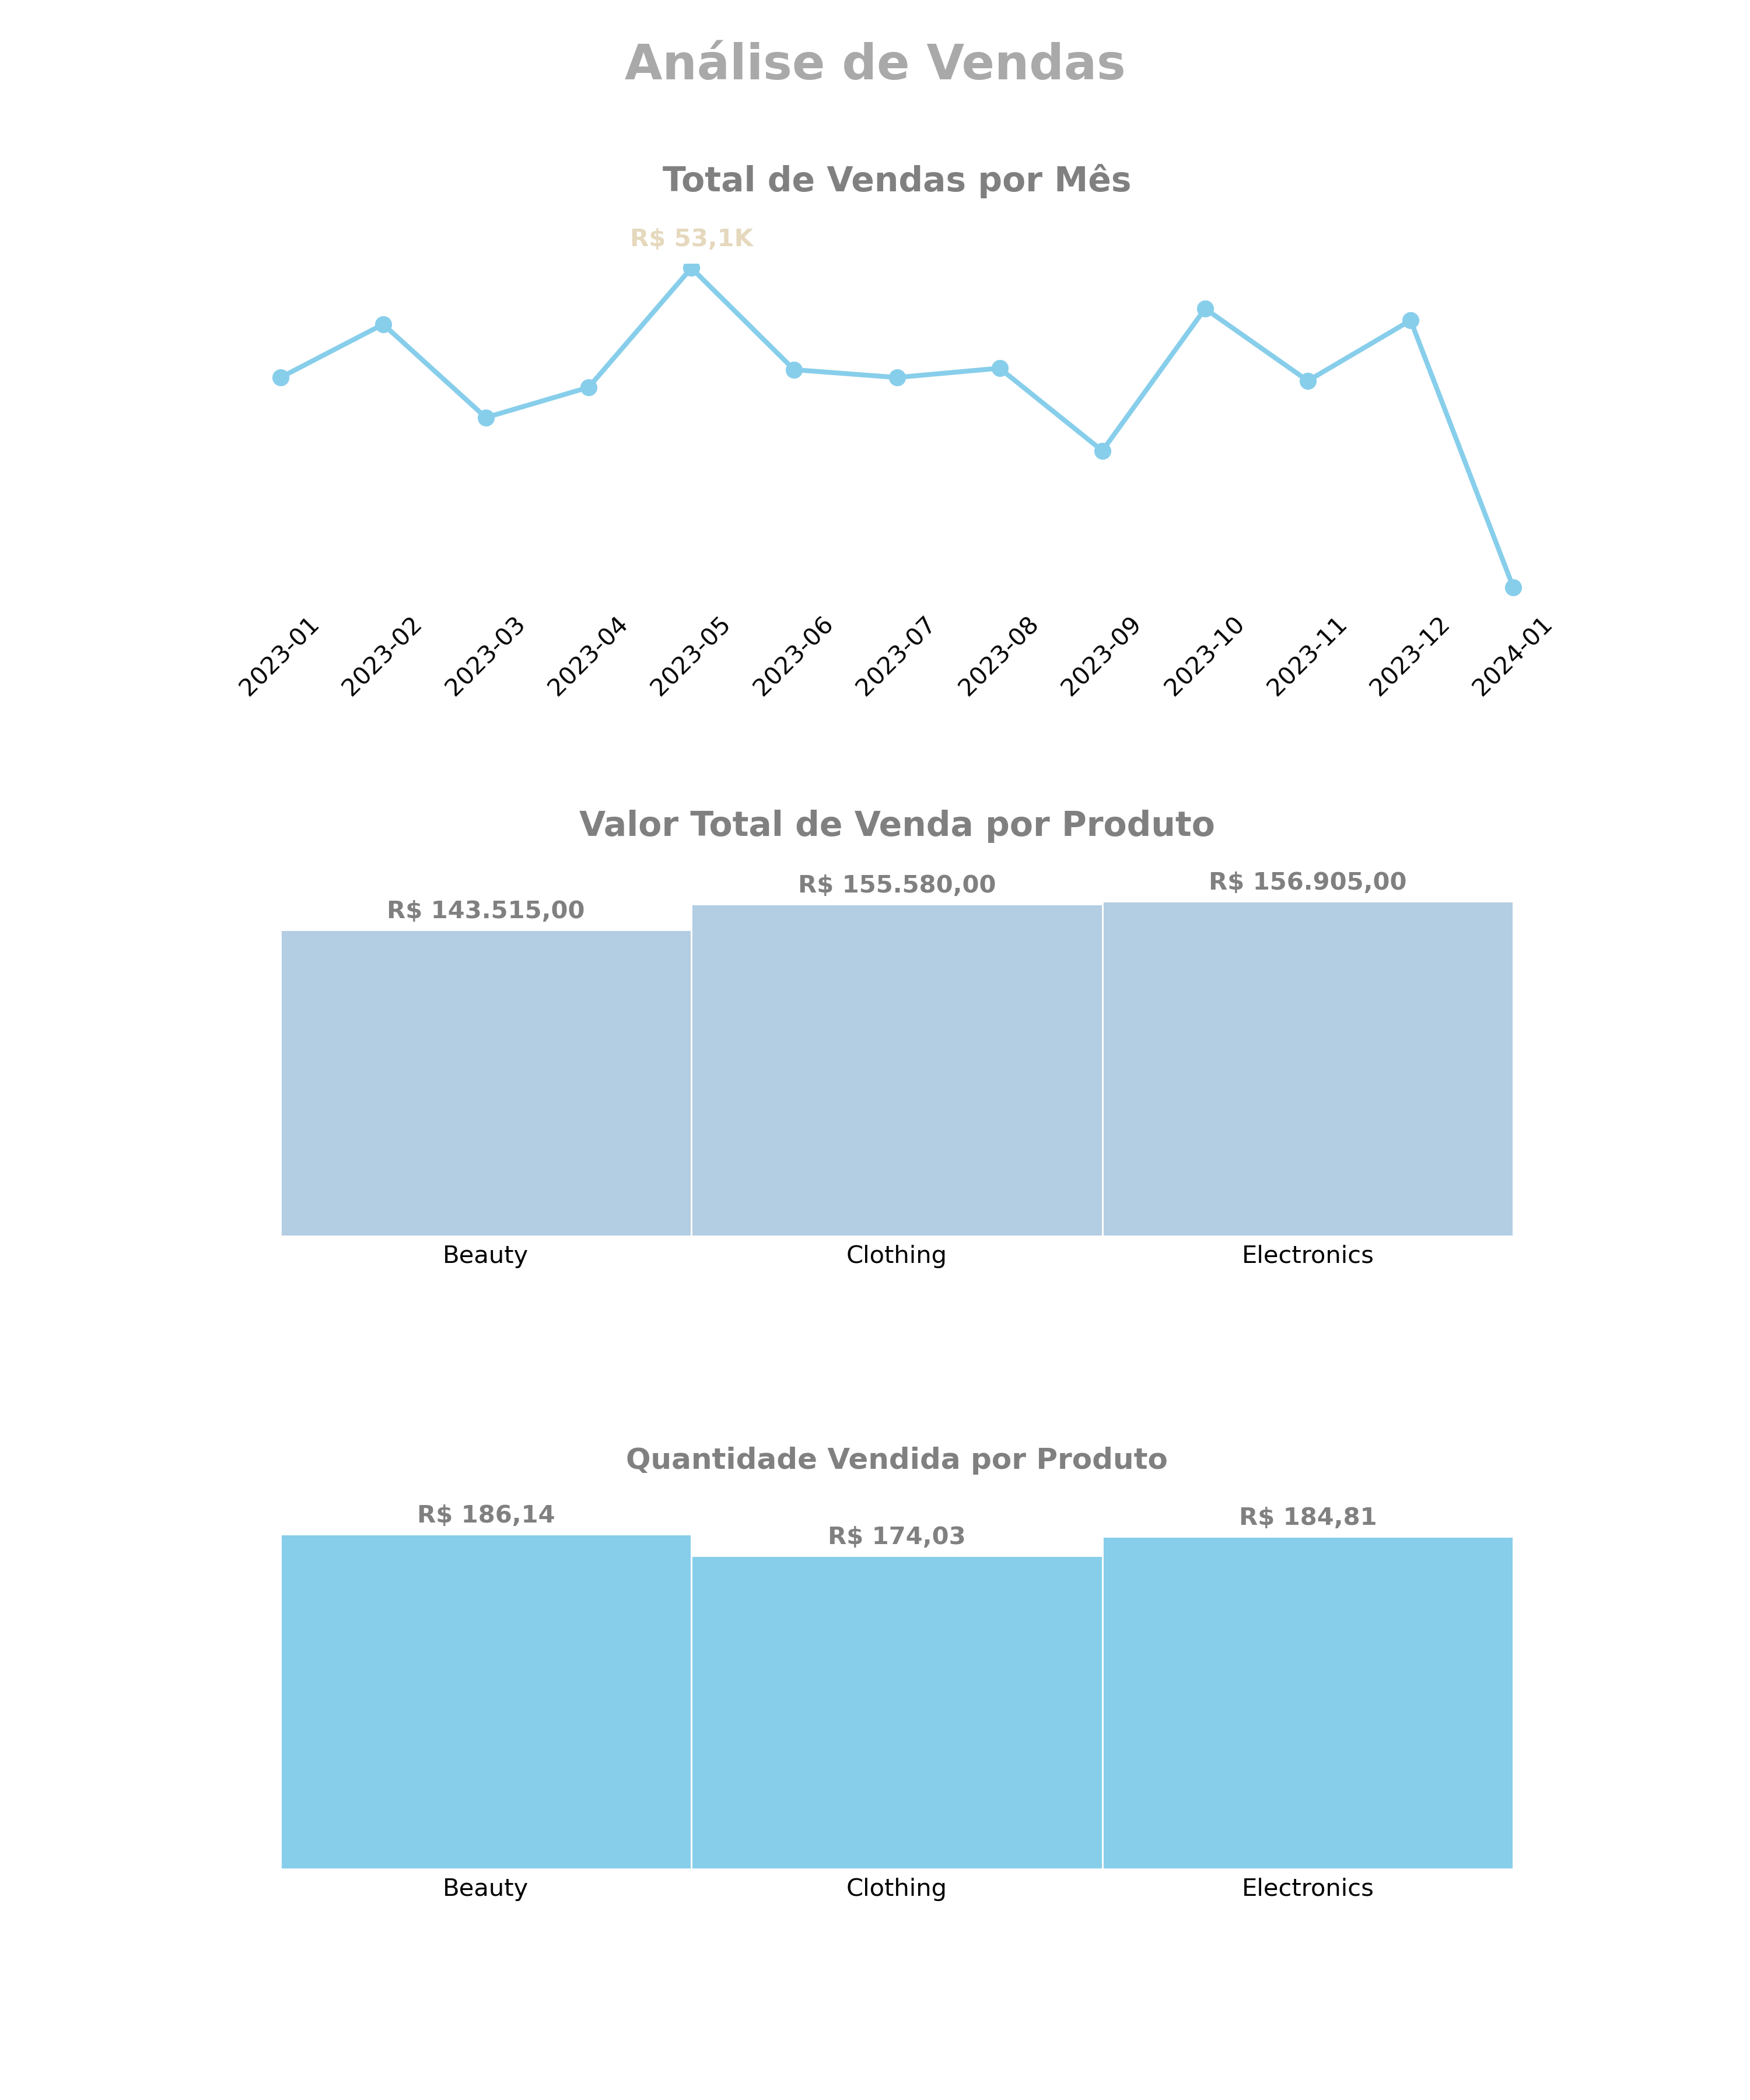 Análise de Vendas
Total de Vendas por Mês
R$ 53,1K
2023-01 2023-02 2023-03 2023-04 2023-05 2023-06 2023-07 2023-08 2023-09 2023-10 2023-11 2023-12 2024-01
Valor Total de Venda por Produto
R$ 143.515,00 R$ 155.580,00 R$ 156.905,00
Beauty Clothing Electronics
Quantidade Vendida por Produto
R$ 186,14 R$ 174,03 R$ 184,81
Beauty Clothing Electronics